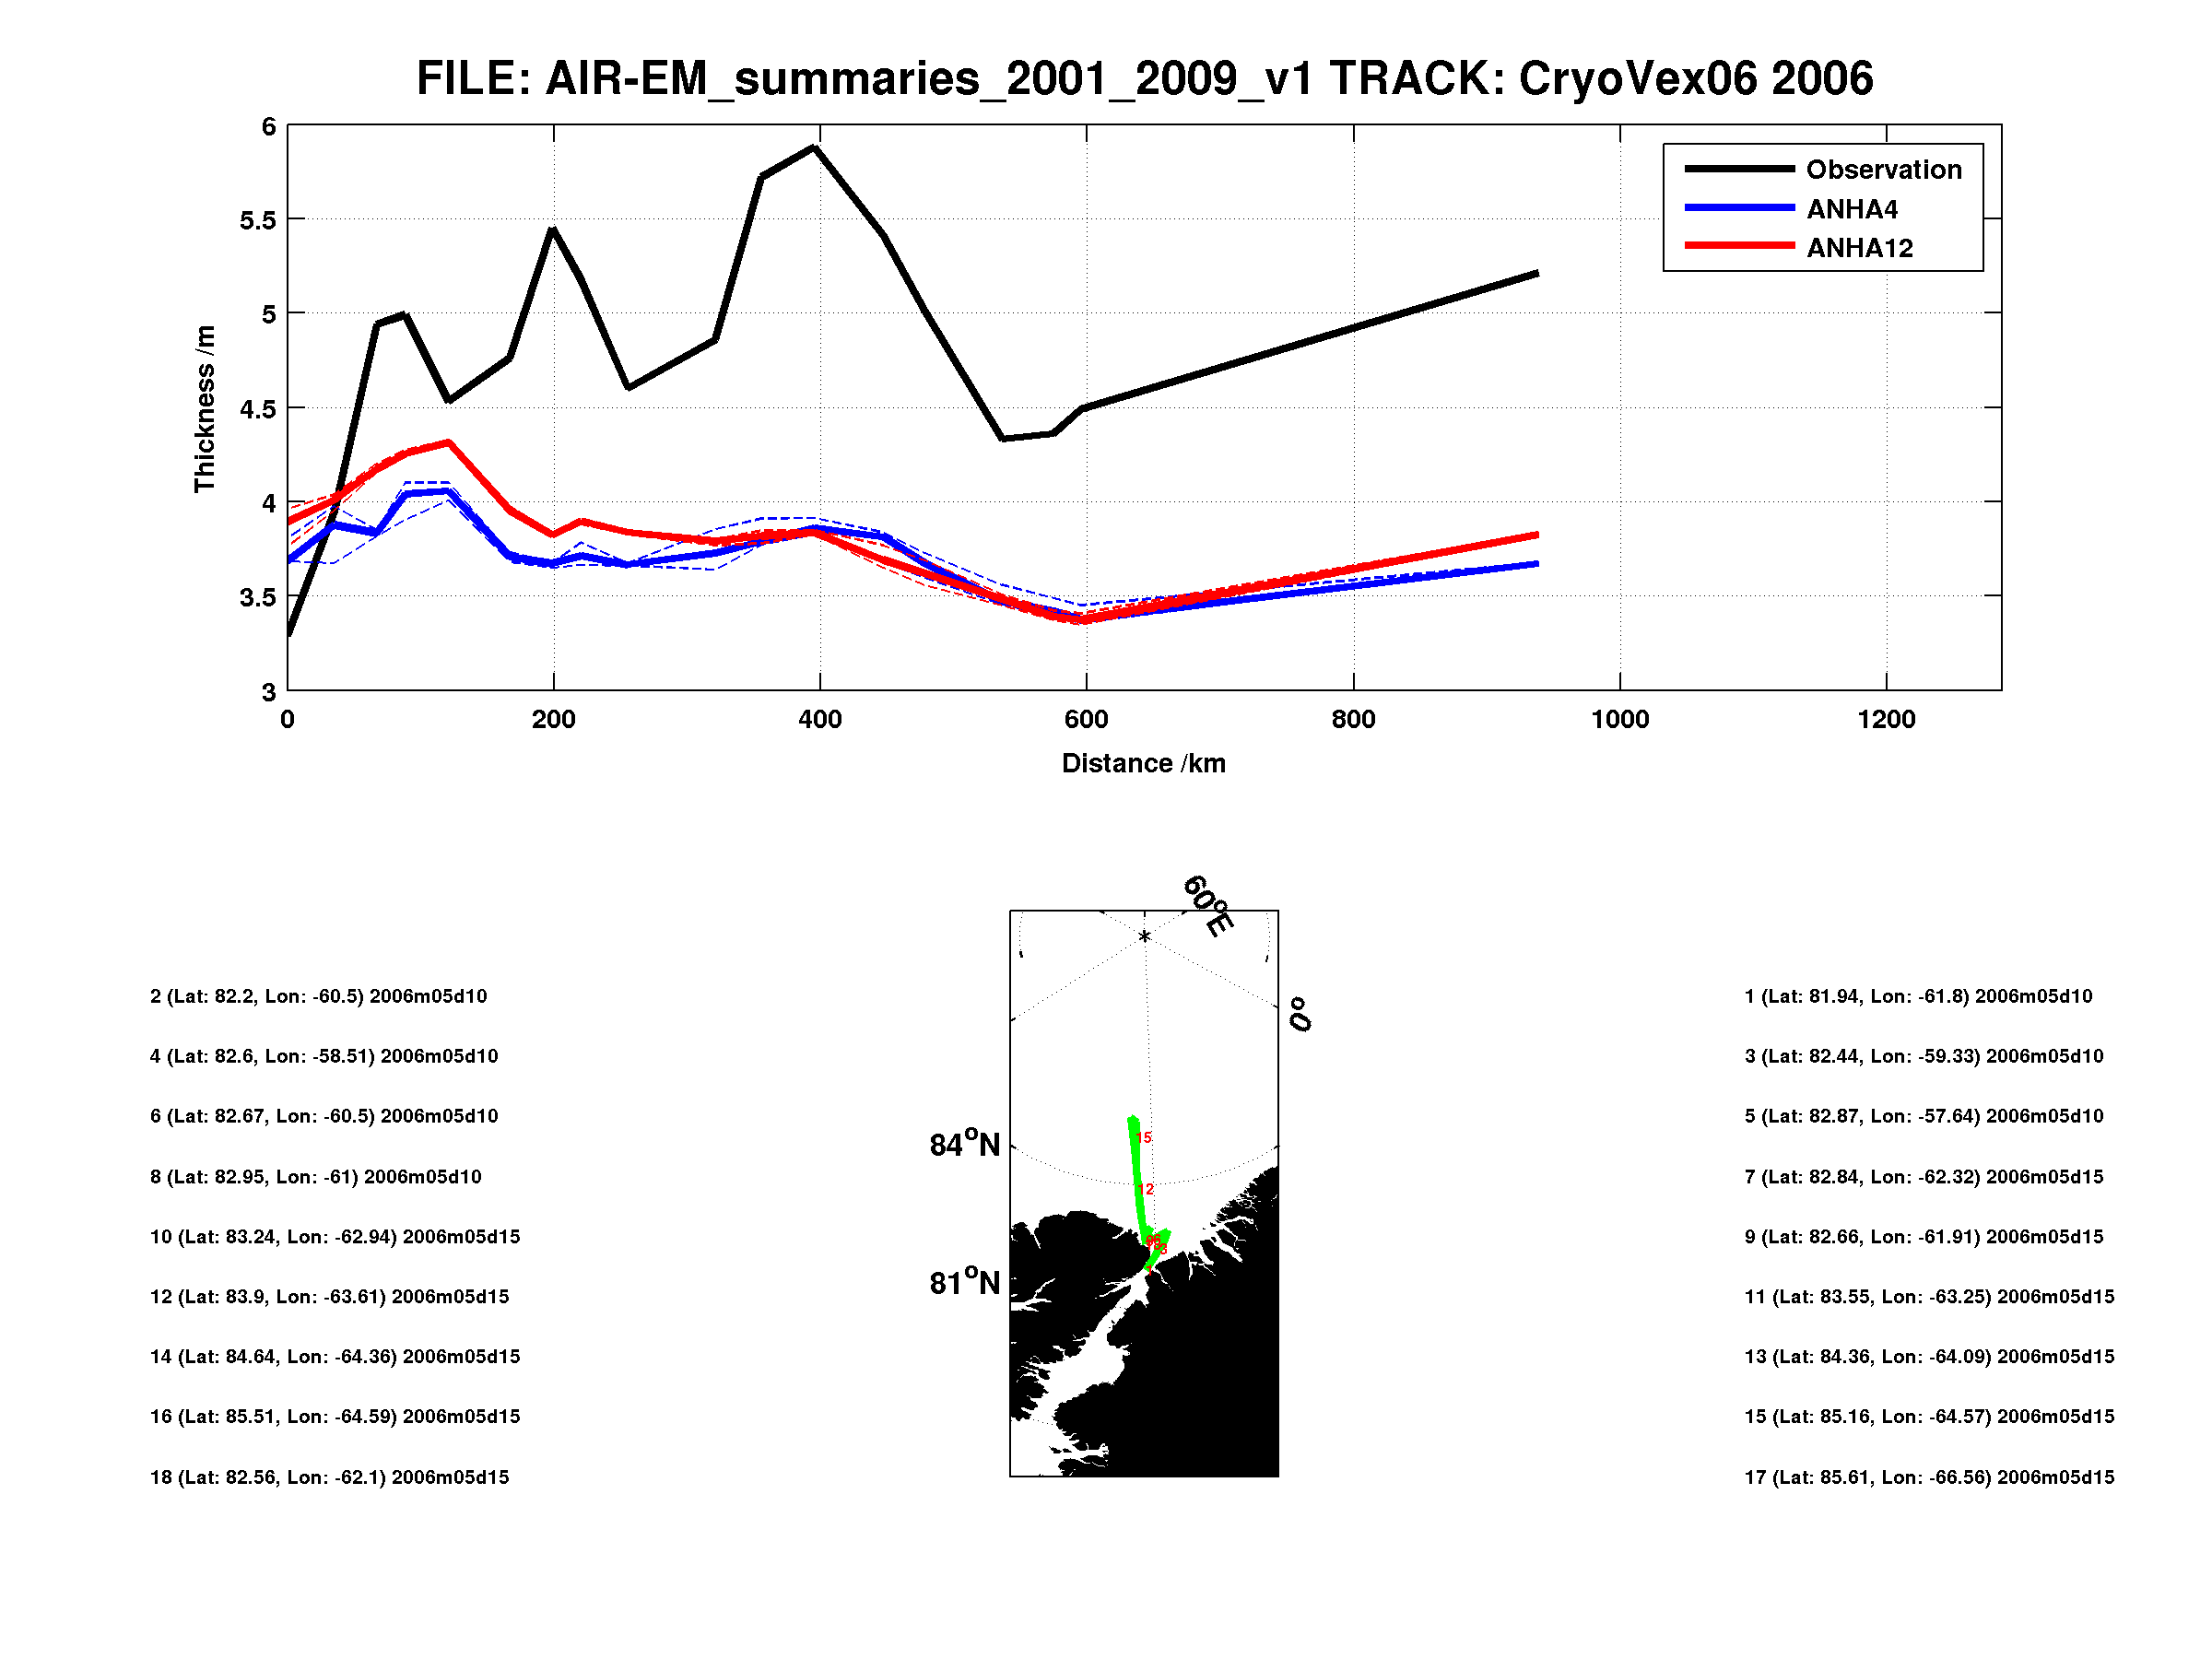 FILE: AIR-EM_summaries_2001_2009_v1 TRACK: CryoVex06 2006
6
5.5
5
4.5
4
3.5
3
Thickness /m
Observation
ANHA4
ANHA12
0 200 400 600 800 1000 1200
Distance /km
60°E
0°
84°N
81°N
15
12
3
1
2 (Lat: 82.2, Lon: -60.5) 2006m05d10
4 (Lat: 82.6, Lon: -58.51) 2006m05d10
6 (Lat: 82.67, Lon: -60.5) 2006m05d10
8 (Lat: 82.95, Lon: -61) 2006m05d10
10 (Lat: 83.24, Lon: -62.94) 2006m05d15
12 (Lat: 83.9, Lon: -63.61) 2006m05d15
14 (Lat: 84.64, Lon: -64.36) 2006m05d15
16 (Lat: 85.51, Lon: -64.59) 2006m05d15
18 (Lat: 82.56, Lon: -62.1) 2006m05d15
1 (Lat: 81.94, Lon: -61.8) 2006m05d10
3 (Lat: 82.44, Lon: -59.33) 2006m05d10
5 (Lat: 82.87, Lon: -57.64) 2006m05d10
7 (Lat: 82.84, Lon: -62.32) 2006m05d15
9 (Lat: 82.66, Lon: -61.91) 2006m05d15
11 (Lat: 83.55, Lon: -63.25) 2006m05d15
13 (Lat: 84.36, Lon: -64.09) 2006m05d15
15 (Lat: 85.16, Lon: -64.57) 2006m05d15
17 (Lat: 85.61, Lon: -66.56) 2006m05d15